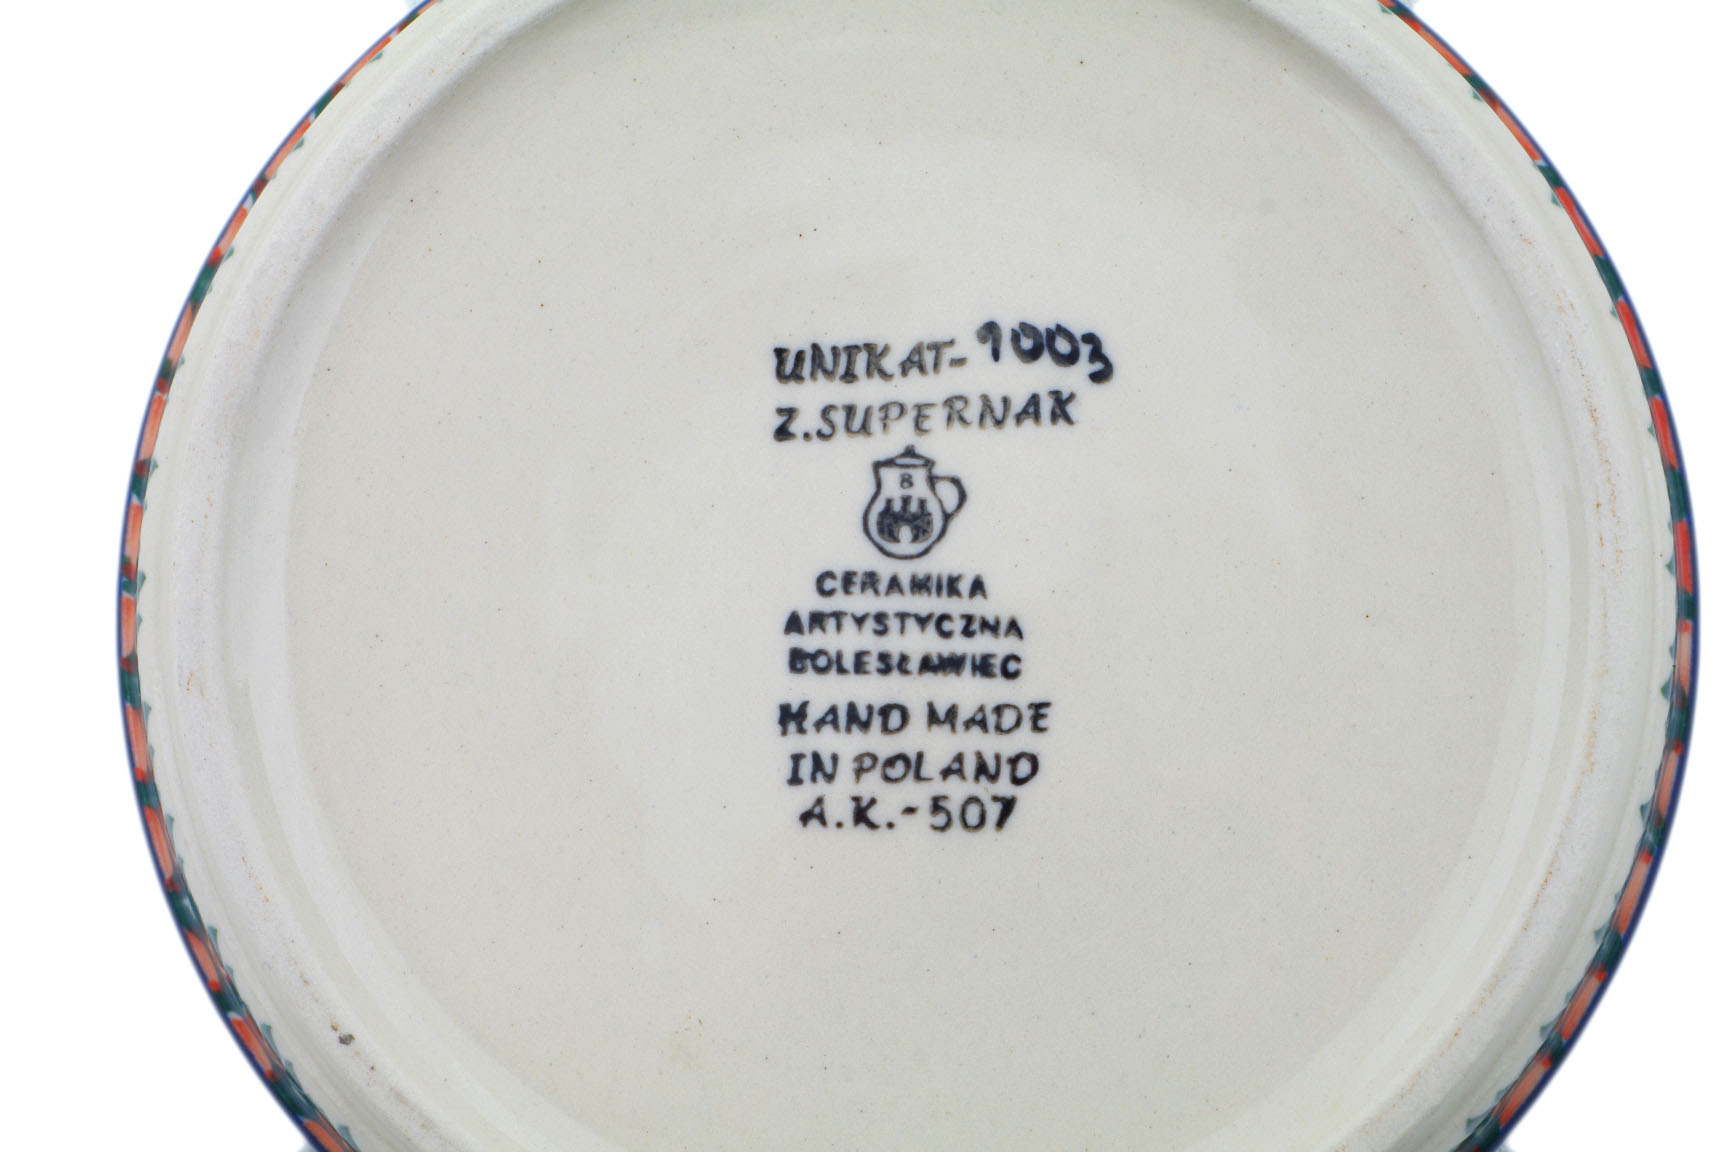 UNIKAT-1003
Z.SUPERNAK
B
CERAMIKA
ARTYSTYCZNA
BOLESŁAWIEC
HAND MADE
IN POLAND
A.K.-507